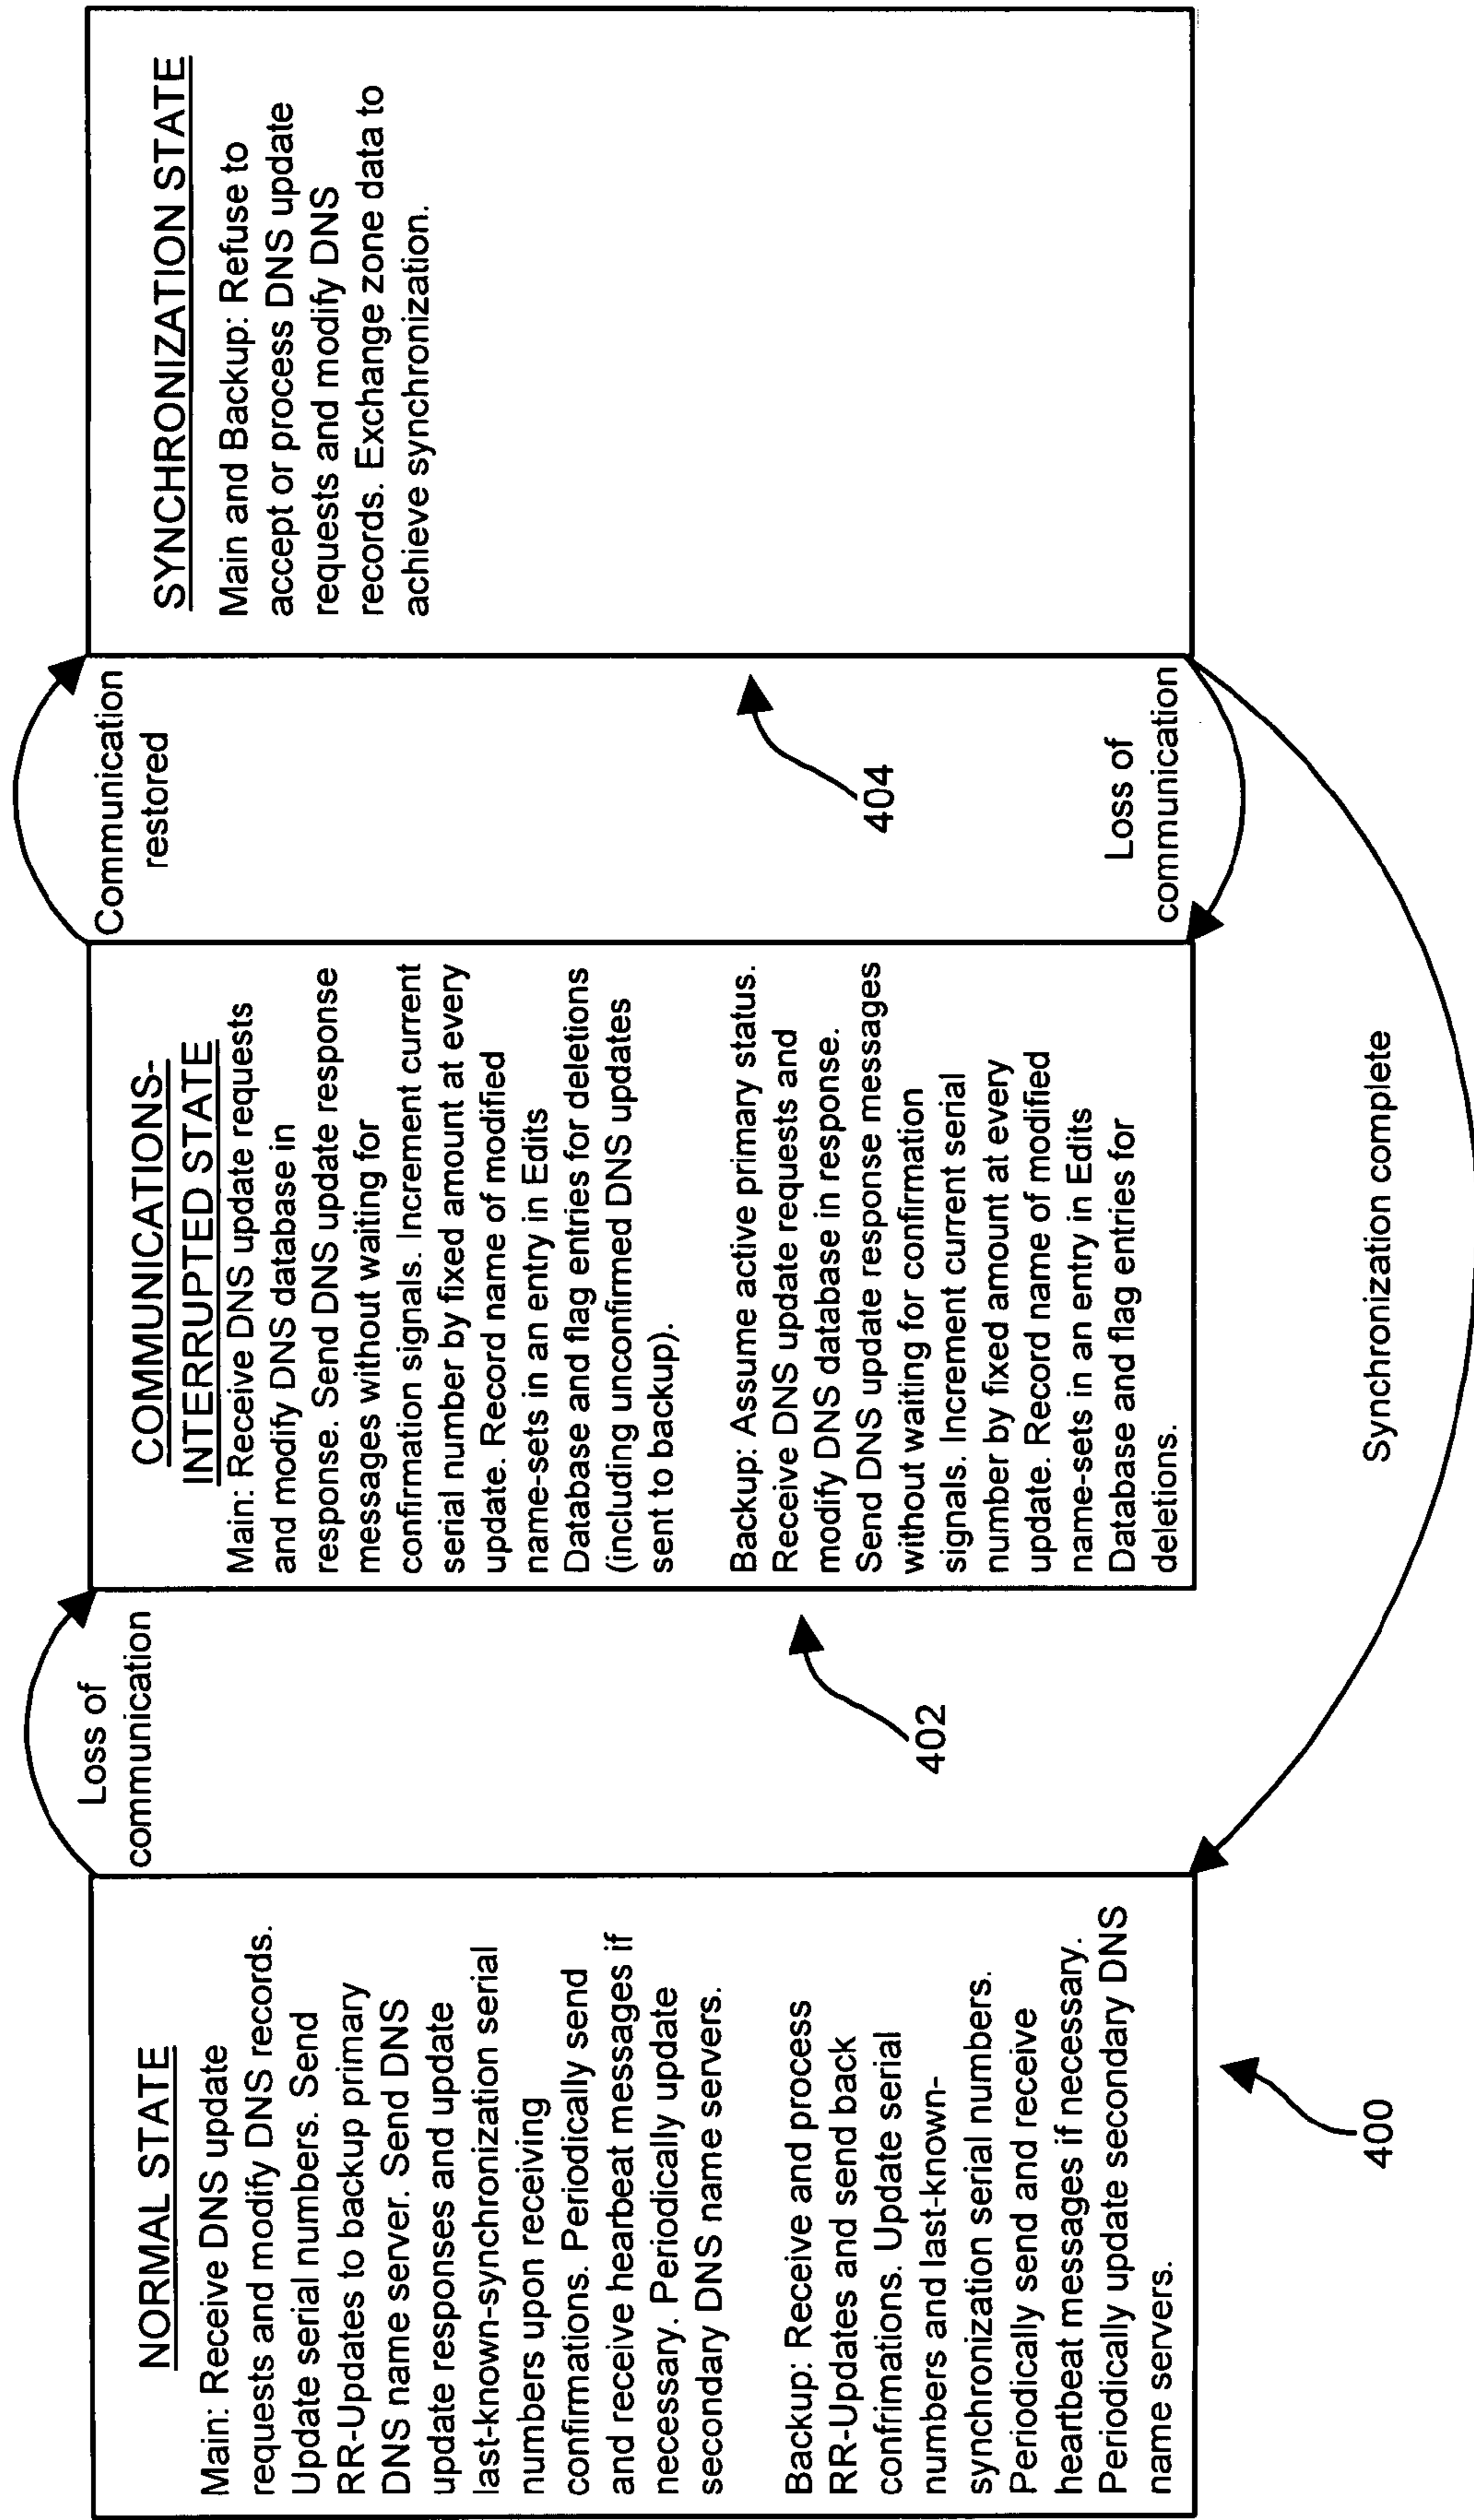 NORMAL STATE
Main: Receive DNS update
requests and modify DNS records.
Update serial numbers. Send
RR-Updates to backup primary
DNS name server. Send DNS
update responses and update
last-known-synchronization serial
numbers upon receiving
confirmations. Periodically send
and receive hearbeat messages if
necessary. Periodically update
secondary DNS name servers.
Backup: Receive and process
RR-Updates and send back
confrimations. Update serial
numbers and last-known-
synchronization serial numbers.
Periodically send and receive
heartbeat messages if necessary.
Periodically update secondary DNS
name servers.
400
Loss of
communication
402
COMMUNICATIONS-
INTERRUPTED STATE
Main: Receive DNS update requests
and modify DNS database in
response. Send DNS update response
messages without waiting for
confirmation signals. Increment current
serial number by fixed amount at every
update. Record name of modified
name-sets in an entry in Edits
Database and flag entries for deletions
(including unconfirmed DNS updates
sent to backup).
Backup: Assume active primary status.
Receive DNS update requests and
modify DNS database in response.
Send DNS update response messages
without waiting for confirmation
signals. Increment current serial
number by fixed amount at every
update. Record name of modified
name-sets in an entry in Edits
Database and flag entries for
deletions.
Communication
restored
404
Loss of
communication
SYNCHRONIZATION STATE
Main and Backup: Refuse to
accept or process DNS update
requests and modify DNS
records. Exchange zone data to
achieve synchronization.
Synchronization complete